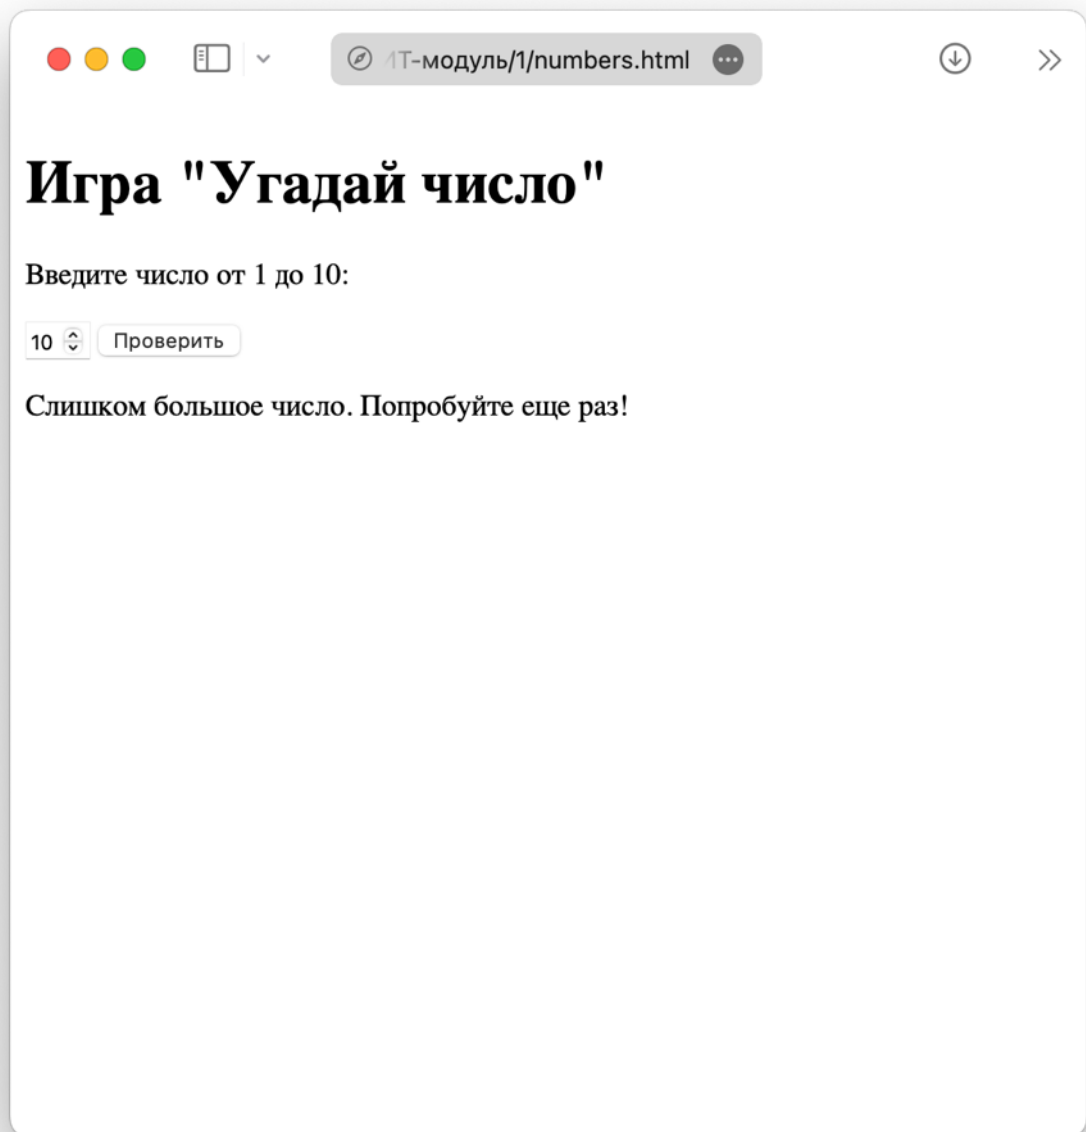 Т-модуль/1/numbers.html
Игра "Угадай число"
Введите число от 1 до 10:
10 Проверить
Слишком большое число. Попробуйте еще раз!